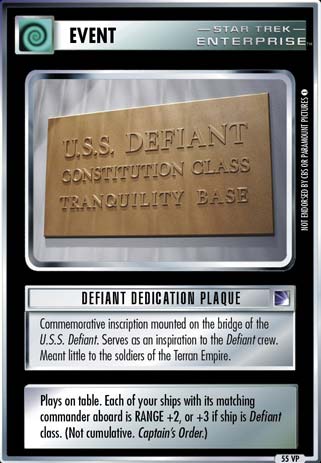 EVENT
STAR TREK
ENTERPRISE™
U.S.S. DEFIANT
CONSTITUTION CLASS
TRANQUILITY BASE
NOT ENDORSED BY CBS OR PARAMOUNT PICTURES
DEFIANT DEDICATION PLAQUE
Commemorative inscription mounted on the bridge of the
U.S.S. Defiant. Serves as an inspiration to the Defiant crew.
Meant little to the soldiers of the Terran Empire.
Plays on table. Each of your ships with its matching
commander aboard is RANGE +2, or +3 if ship is Defiant
class. (Not cumulative. Captain's Order.)
55 VP